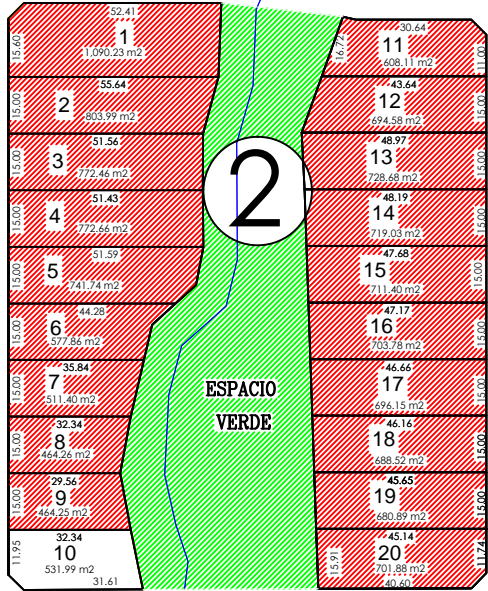 52.41
15.60
1
1,090.23 m2
55.64
15.00
2
803.99 m2
51.56
15.00
3
772.46 m2
51.43
15.00
4
772.66 m2
51.59
15.00
5
741.74 m2
44.28
15.00
6
577.86 m2
35.84
15.00
7
511.40 m2
32.34
15.00
8
464.26 m2
29.56
15.00
9
464.25 m2
32.34
11.95
10
531.99 m2
31.61
2
ESPACIO
VERDE
30.64
16.72
11
11.00
608.11 m2
43.64
12
15.00
694.58 m2
48.97
13
15.00
728.68 m2
48.19
14
15.00
719.03 m2
47.68
15
15.00
711.40 m2
47.17
16
15.00
703.78 m2
46.66
17
15.00
696.15 m2
46.16
18
15.00
688.52 m2
45.65
19
15.00
680.89 m2
45.14
15.91
20
11.74
701.88 m2
40.60